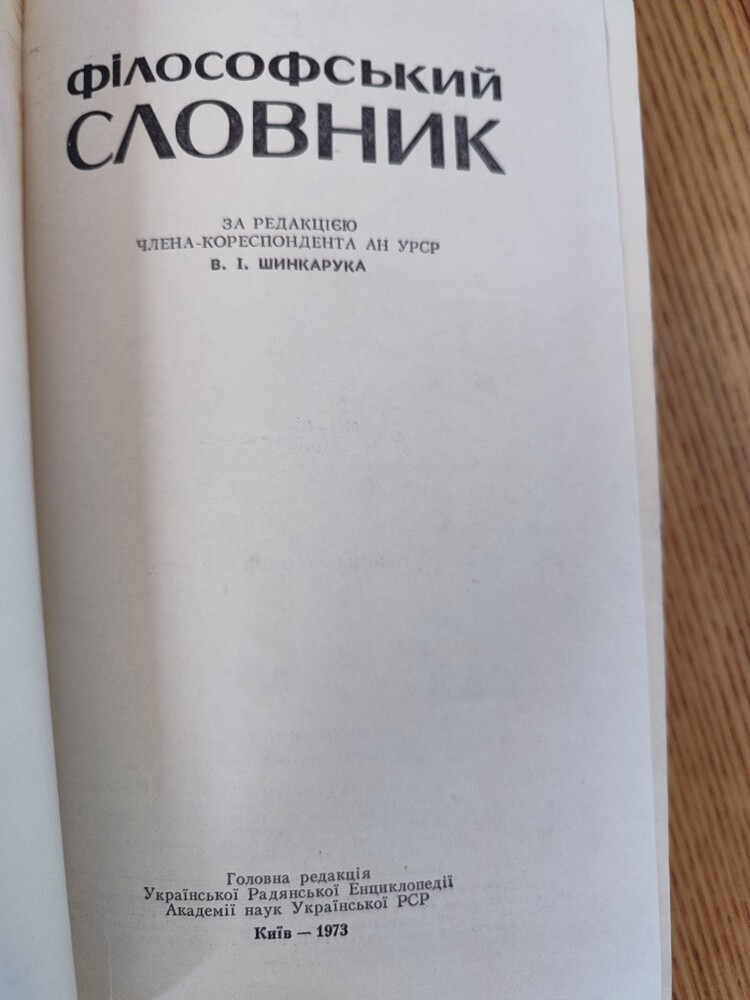 ФІЛОСОФСЬКИЙ
СЛОВНИК
ЗА РЕДАКЦІЄЮ
ЧЛЕНА-КОРЕСПОНДЕНТА АН УРСР
В. І. ШИНКАРУКА
Головна редакція
Української Радянської Енциклопедії
Академії наук Української РСР
Київ — 1973